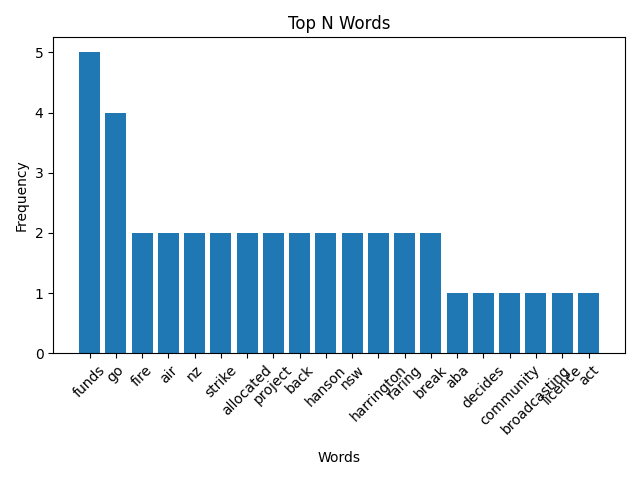 Top N Words
Frequency
5
4
3
2
1
0
funds
go
fire
air
nz
strike
allocated
project
back
hanson
nsw
harrington
raring
break
aba
decides
community
broadcasting
licence
act
Words